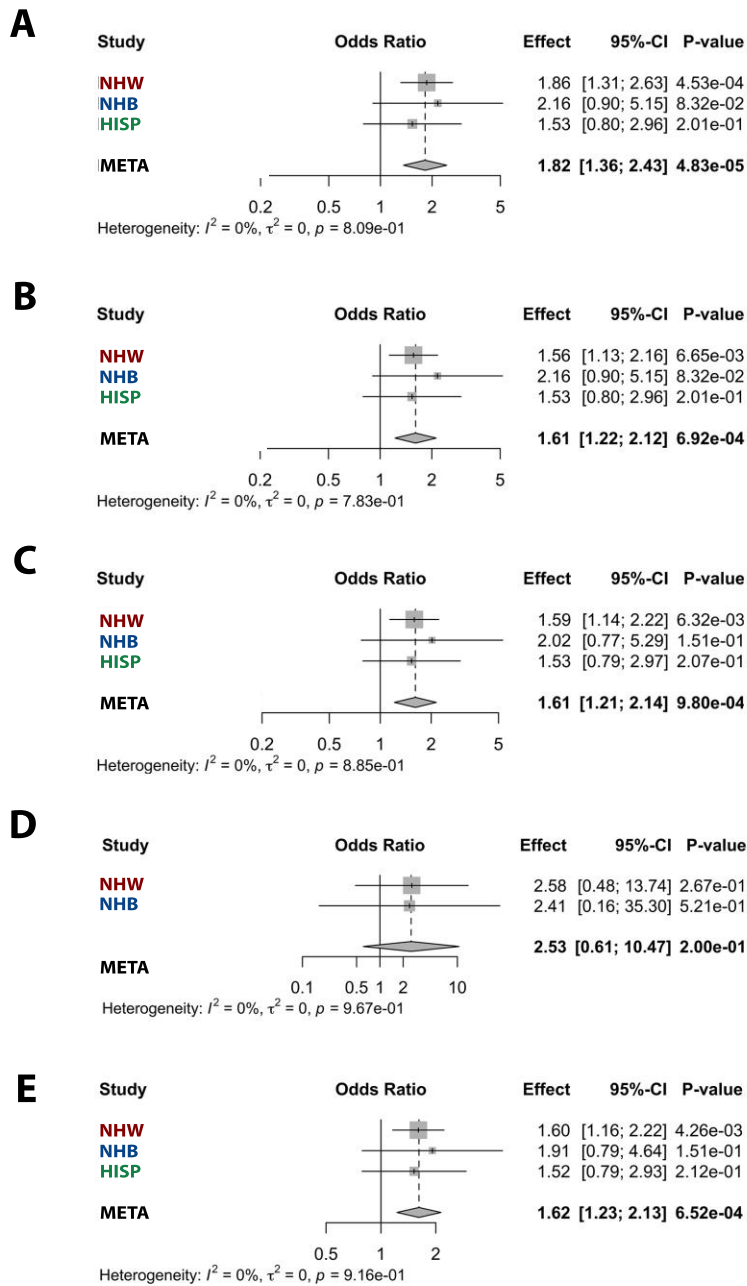 A
Study Odds Ratio Effect 95%-CI P-value
NHW 1.86 [1.31; 2.63] 4.53e-04
NHB 2.16 [0.90; 5.15] 8.32e-02
HISP 1.53 [0.80; 2.96] 2.01e-01
META 1.82 [1.36; 2.43] 4.83e-05
0.2 0.5 1 2 5
Heterogeneity: I² = 0%, τ² = 0, p = 8.09e-01
B
Study Odds Ratio Effect 95%-CI P-value
NHW 1.56 [1.13; 2.16] 6.65e-03
NHB 2.16 [0.90; 5.15] 8.32e-02
HISP 1.53 [0.80; 2.96] 2.01e-01
META 1.61 [1.22; 2.12] 6.92e-04
0.2 0.5 1 2 5
Heterogeneity: I² = 0%, τ² = 0, p = 7.83e-01
C
Study Odds Ratio Effect 95%-CI P-value
NHW 1.59 [1.14; 2.22] 6.32e-03
NHB 2.02 [0.77; 5.29] 1.51e-01
HISP 1.53 [0.79; 2.97] 2.07e-01
META 1.61 [1.21; 2.14] 9.80e-04
0.2 0.5 1 2 5
Heterogeneity: I² = 0%, τ² = 0, p = 8.85e-01
D
Study Odds Ratio Effect 95%-CI P-value
NHW 2.58 [0.48; 13.74] 2.67e-01
NHB 2.41 [0.16; 35.30] 5.21e-01
2.53 [0.61; 10.47] 2.00e-01
META
0.1 0.5 1 2 10
Heterogeneity: I² = 0%, τ² = 0, p = 9.67e-01
E
Study Odds Ratio Effect 95%-CI P-value
NHW 1.60 [1.16; 2.22] 4.26e-03
NHB 1.91 [0.79; 4.64] 1.51e-01
HISP 1.52 [0.79; 2.93] 2.12e-01
META 1.62 [1.23; 2.13] 6.52e-04
0.5 1 2
Heterogeneity: I² = 0%, τ² = 0, p = 9.16e-01